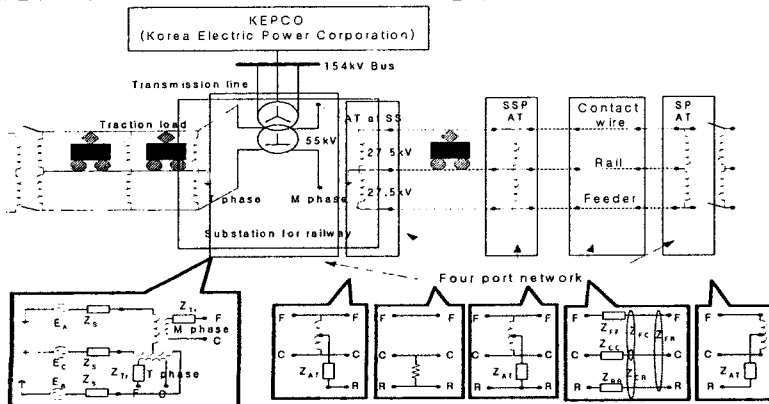 KEPCO
(Korea Electric Power Corporation)
154kV Bus
Transmission line
Traction load
AT at SS
SSP
AT
Contact
wire
SP
AT
55kV
27.5kV
Rail
27.5kV
T phase
M phase
Feeder
Substation for railway
Four port network
E_A Z_S Z_Tr F
M phase
C
E_C Z_S
Z_Tr T phase
E_B Z_S F C
F F
C C
Z_AT R
F F
C C
R R
F F
C C
Z_AT R
F Z_FF F
Z_FC Z_FR
C Z_CC C
Z_CR
R Z_RR R
F F
C C
Z_AT R